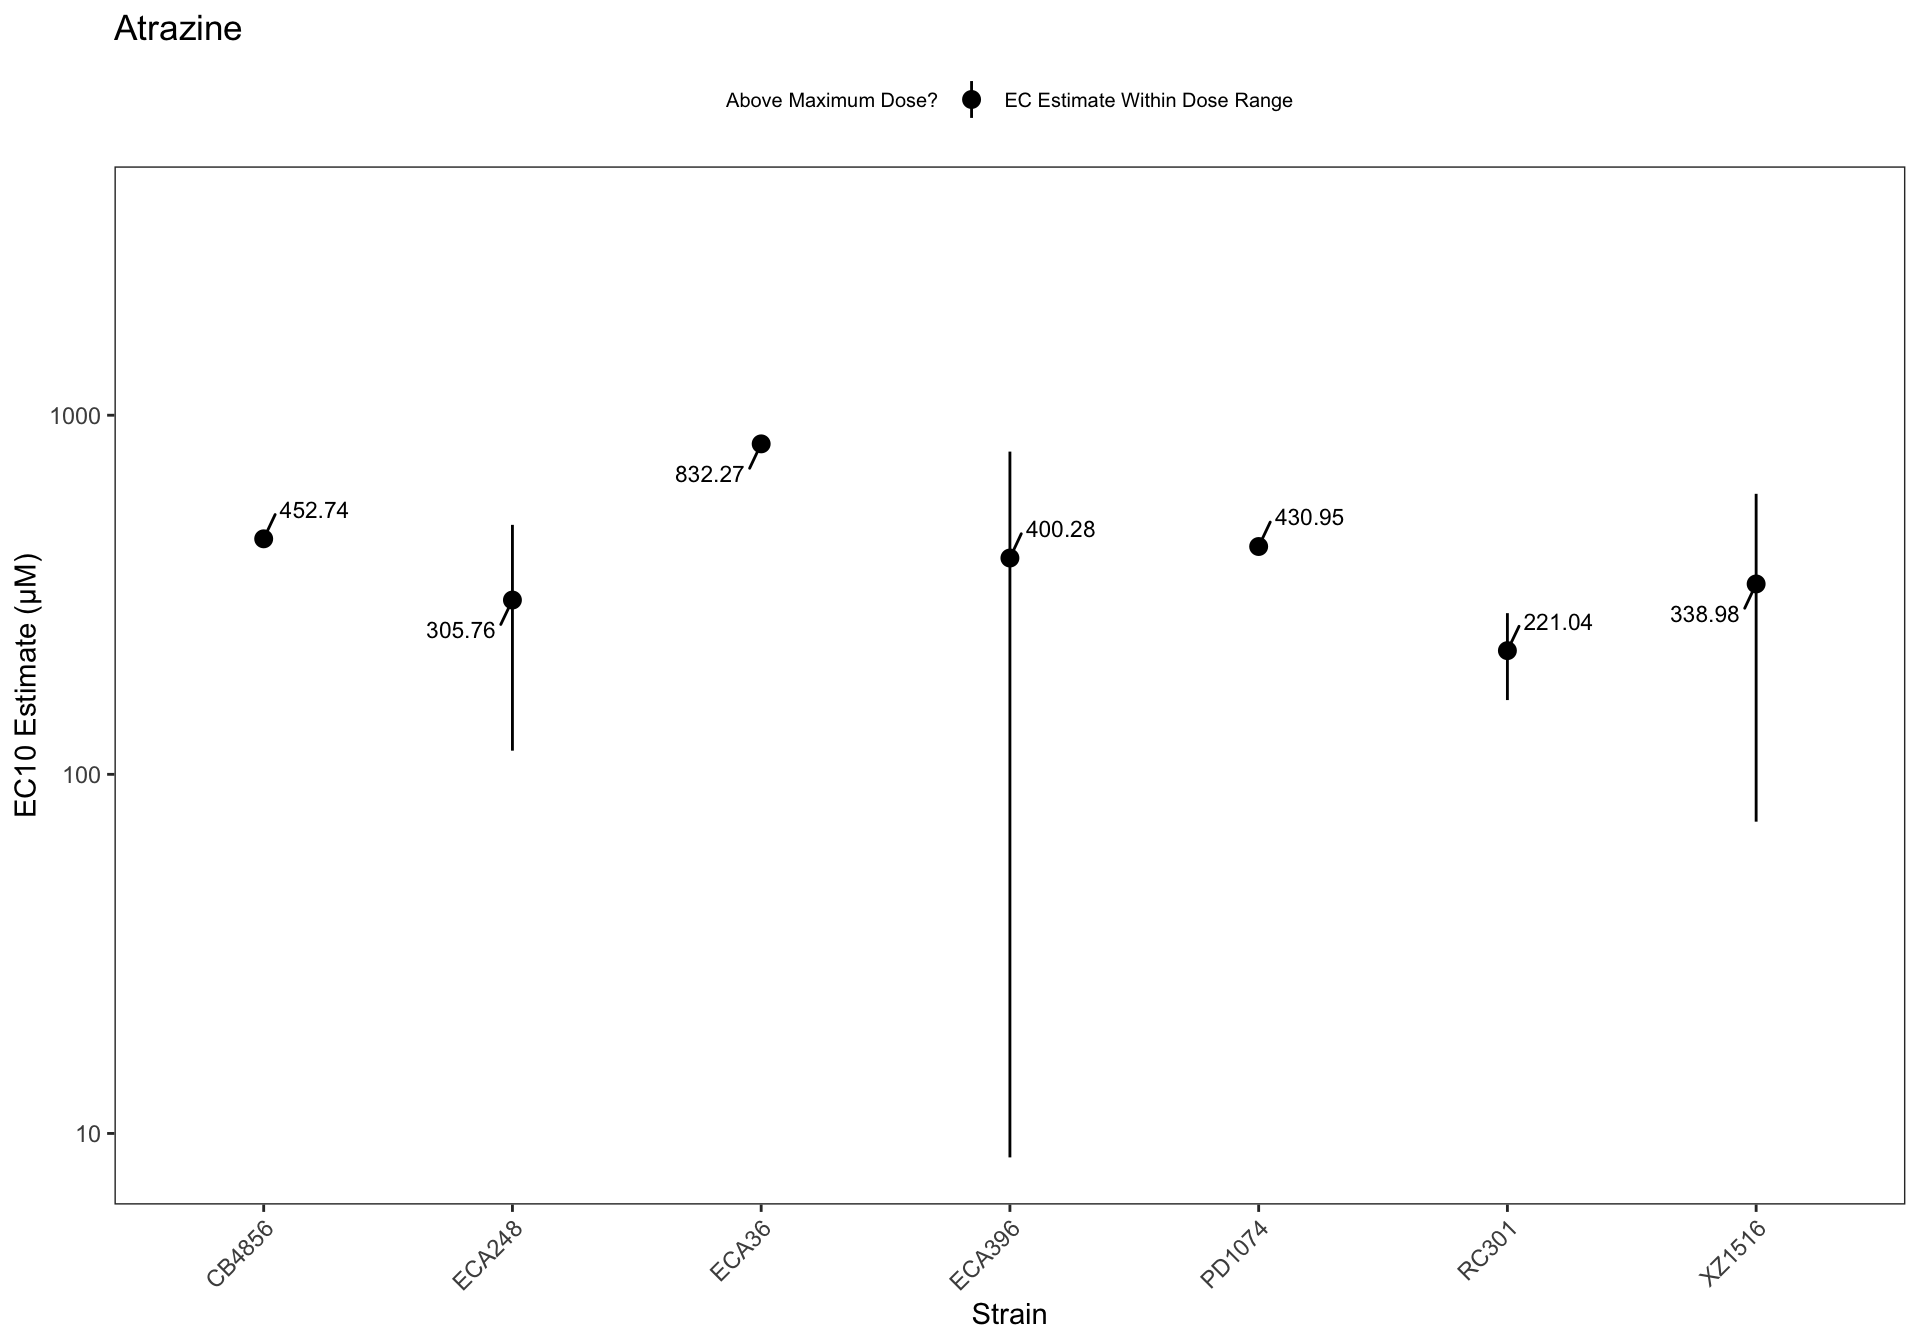 Atrazine
Above Maximum Dose? EC Estimate Within Dose Range
EC10 Estimate (µM)
1000
100
10
452.74
305.76
832.27
400.28
430.95
221.04
338.98
CB4856
ECA248
ECA36
ECA396
PD1074
RC301
XZ1516
Strain